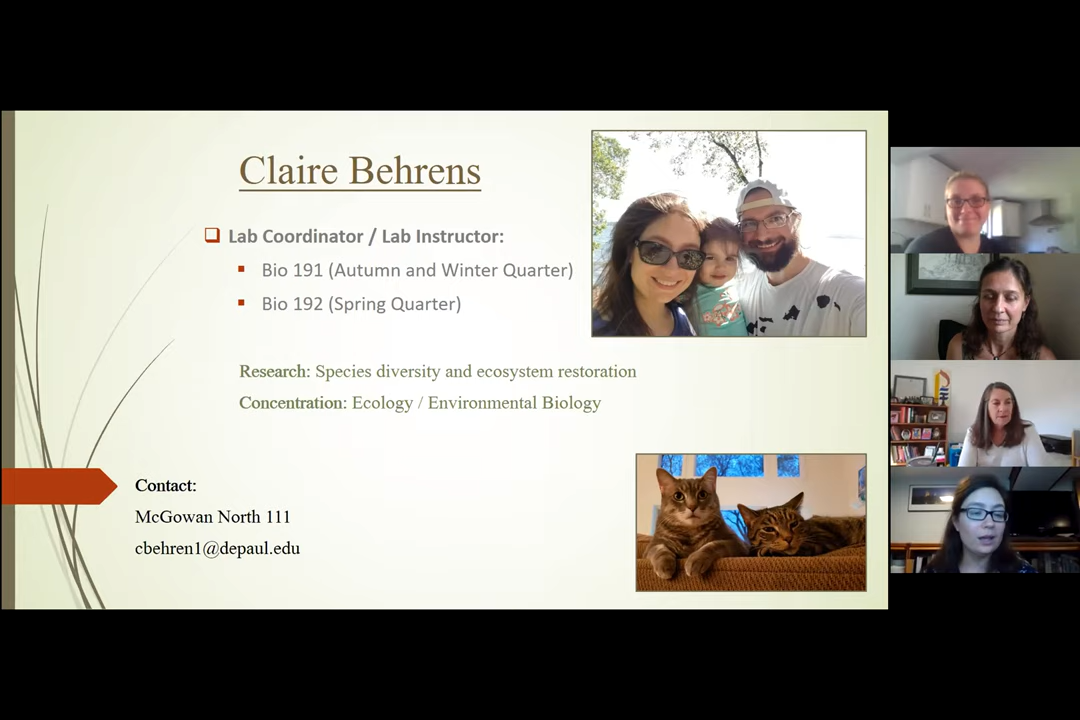 Claire Behrens
Lab Coordinator / Lab Instructor:
Bio 191 (Autumn and Winter Quarter)
Bio 192 (Spring Quarter)
Research: Species diversity and ecosystem restoration
Concentration: Ecology / Environmental Biology
Contact:
McGowan North 111
cbehren1@depaul.edu